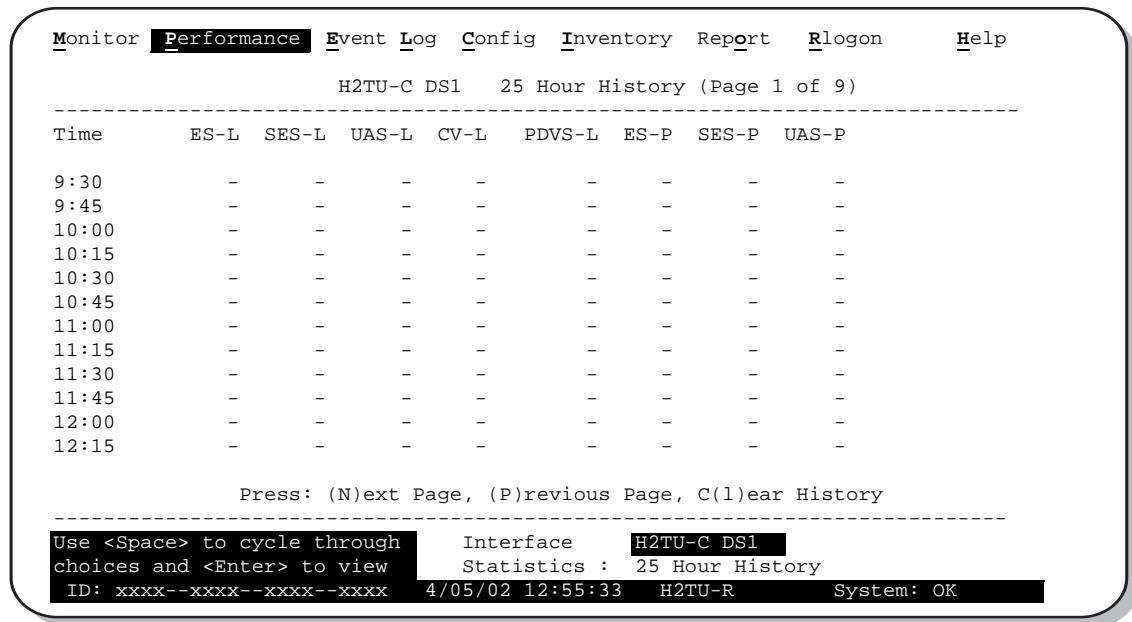 Monitor Performance Event Log Config Inventory Report Rlogon Help
H2TU-C DS1 25 Hour History (Page 1 of 9)
--------------------------------------------------------------------------------
Time ES-L SES-L UAS-L CV-L PDVS-L ES-P SES-P UAS-P
9:30 - - - - - - - -
9:45 - - - - - - - -
10:00 - - - - - - - -
10:15 - - - - - - - -
10:30 - - - - - - - -
10:45 - - - - - - - -
11:00 - - - - - - - -
11:15 - - - - - - - -
11:30 - - - - - - - -
11:45 - - - - - - - -
12:00 - - - - - - - -
12:15 - - - - - - - -
Press: (N)ext Page, (P)revious Page, C(l)ear History
-------------------------------------------------------------------------------
Use <Space> to cycle through Interface H2TU-C DS1
choices and <Enter> to view Statistics : 25 Hour History
ID: xxxx--xxxx--xxxx--xxxx 4/05/02 12:55:33 H2TU-R System: OK